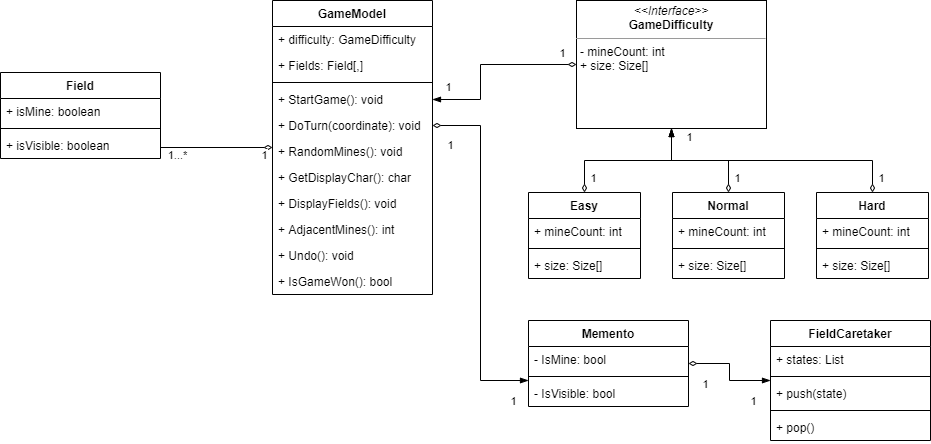 GameModel
+ difficulty: GameDifficulty
+ Fields: Field[,]
+ StartGame(): void
+ DoTurn(coordinate): void
+ RandomMines(): void
+ GetDisplayChar(): char
+ DisplayFields(): void
+ AdjacentMines(): int
+ Undo(): void
+ IsGameWon(): bool
<<Interface>>
GameDifficulty
- mineCount: int
+ size: Size[]
1
1
Field
+ isMine: boolean
+ isVisible: boolean
1...*
1
1
1
Easy
+ mineCount: int
+ size: Size[]
1
Normal
+ mineCount: int
+ size: Size[]
1
Hard
+ mineCount: int
+ size: Size[]
1
Memento
- IsMine: bool
- IsVisible: bool
1
1
1
FieldCaretaker
+ states: List
+ push(state)
+ pop()